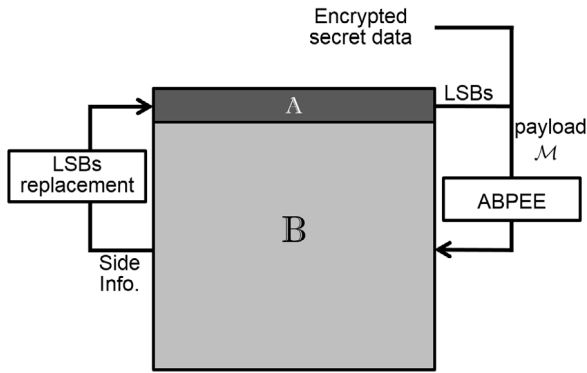 Encrypted
secret data
LSBs
𝔸
payload
ℳ
LSBs
replacement
ABPEE
𝔹
Side
Info.